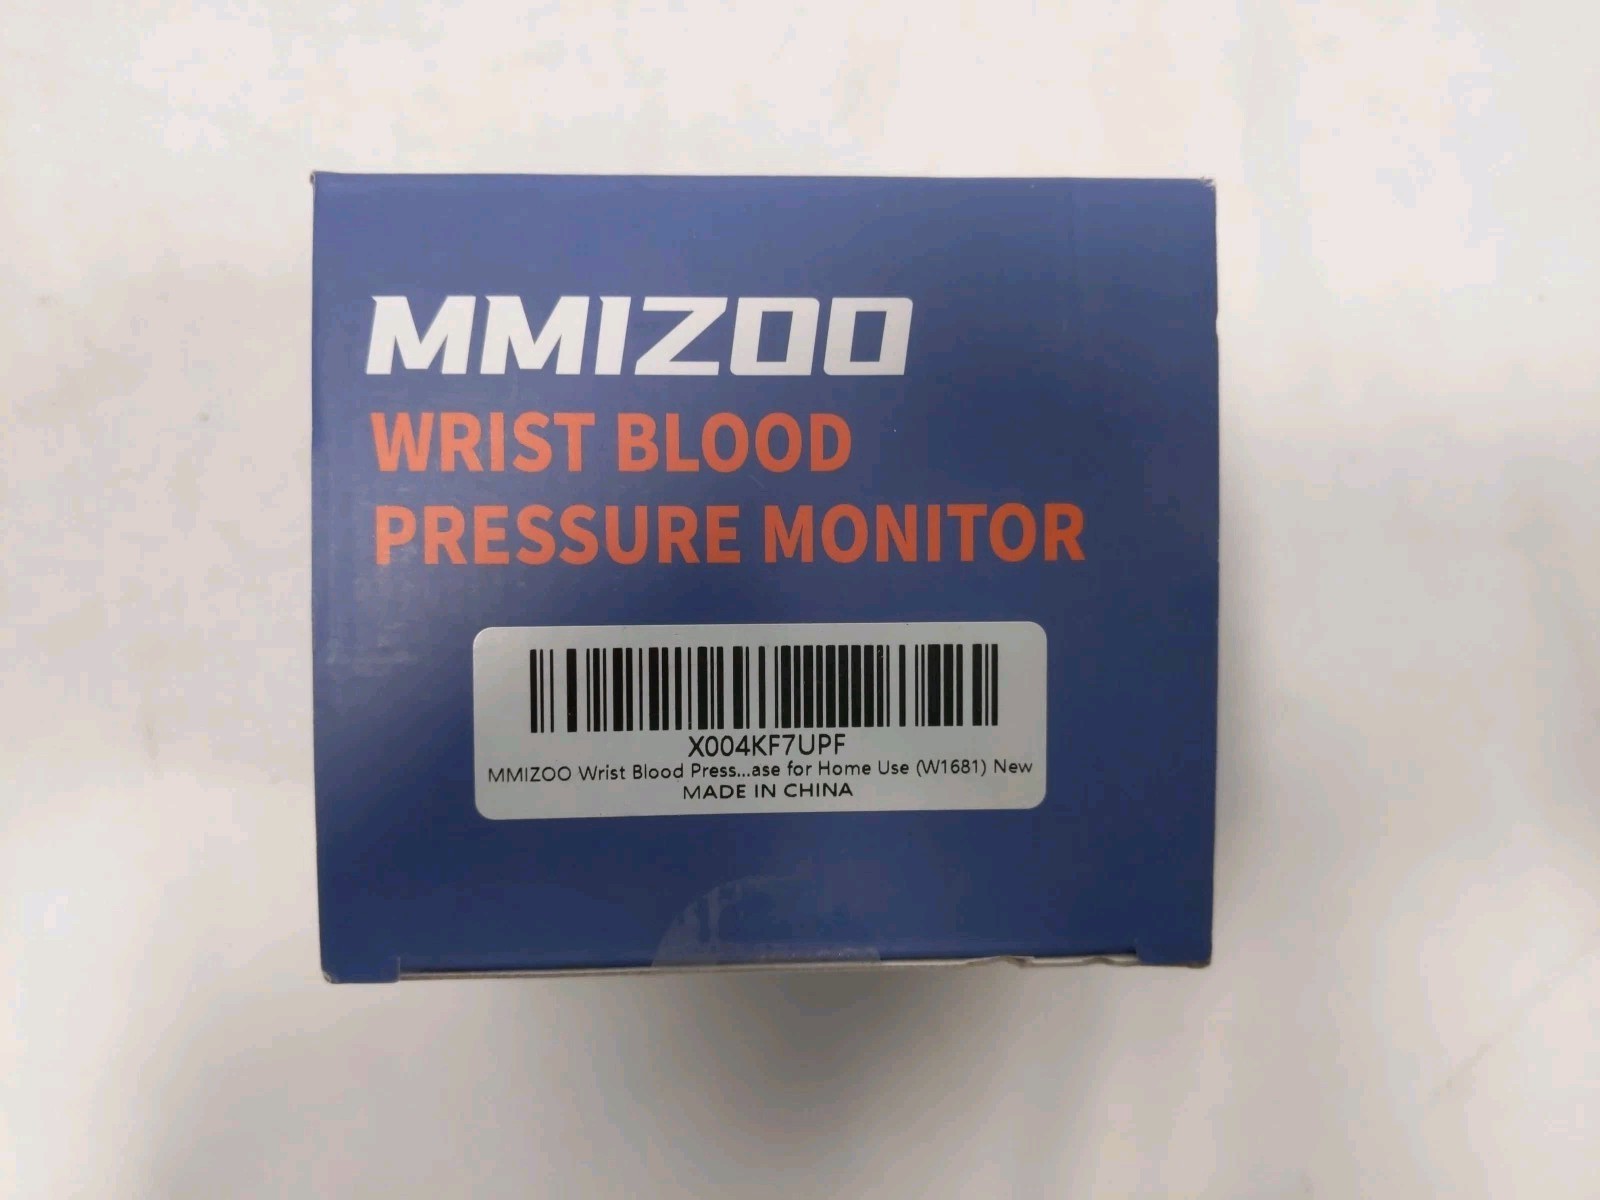 MMIZOO
WRIST BLOOD
PRESSURE MONITOR
X004KF7UPF
MMIZOO Wrist Blood Press...ase for Home Use (W1681) New
MADE IN CHINA